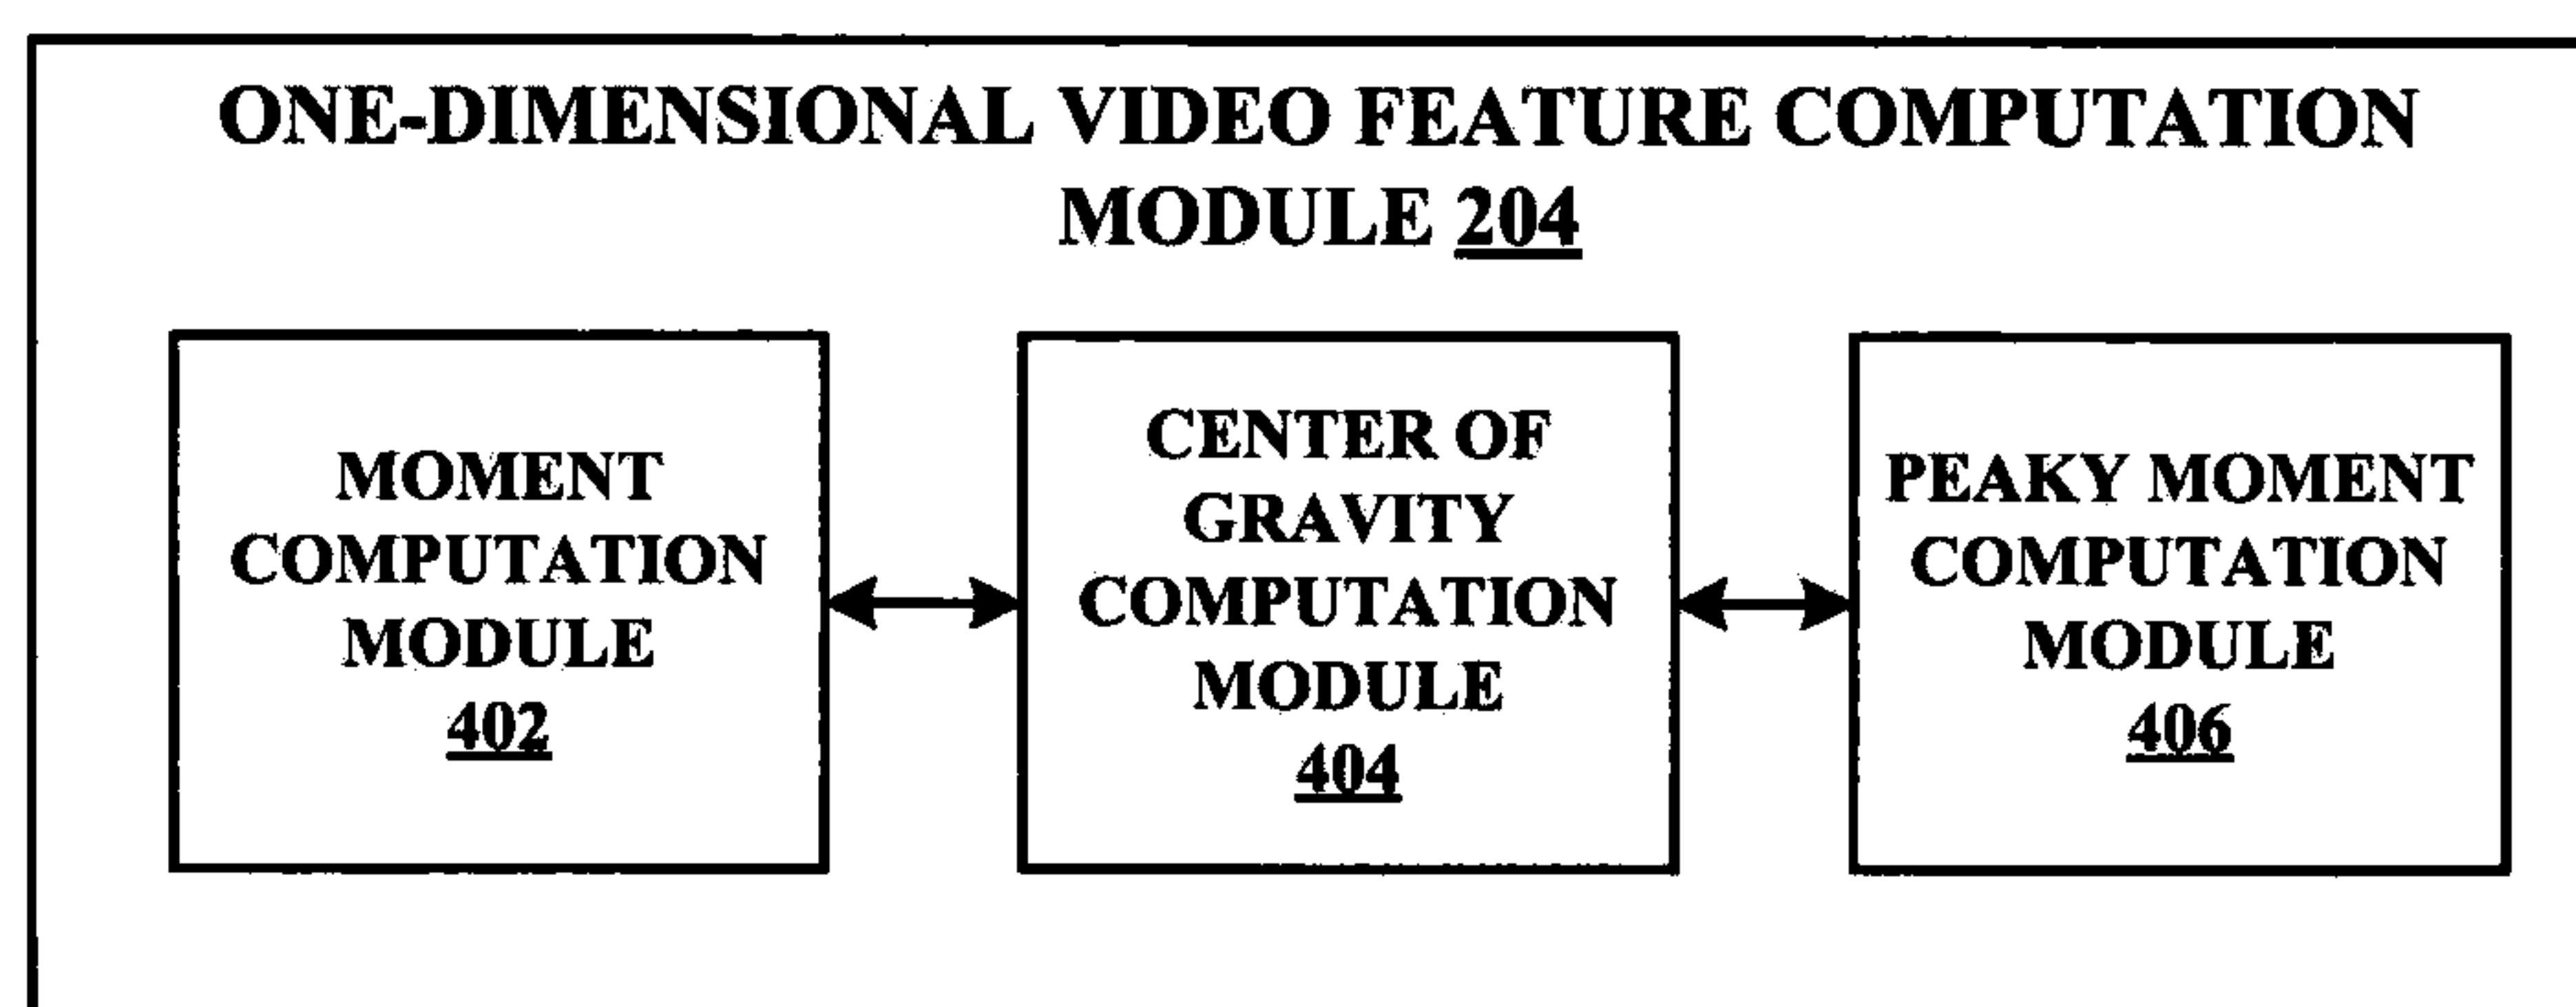 ONE-DIMENSIONAL VIDEO FEATURE COMPUTATION
MODULE 204
MOMENT
COMPUTATION
MODULE
402
CENTER OF
GRAVITY
COMPUTATION
MODULE
404
PEAKY MOMENT
COMPUTATION
MODULE
406